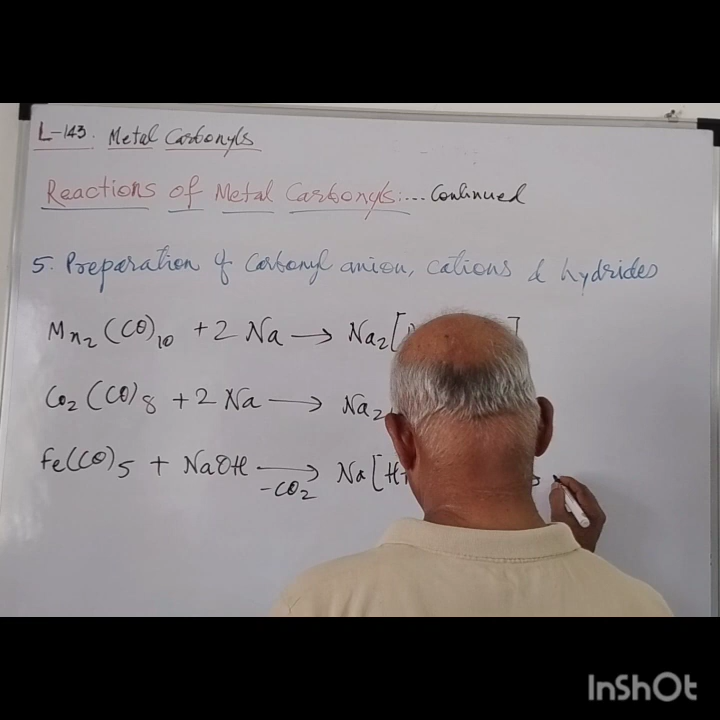 L-143. Metal Carbonyls
Reactions of Metal Carbonyls:... Continued
5. Preparation of Carbonyl anion, cations & hydrides
Mn₂(CO)₁₀ + 2 Na → Na₂[
Co₂(CO)₈ + 2 Na → Na₂
Fe(CO)₅ + NaOH → Na[H
-CO₂
InShOt